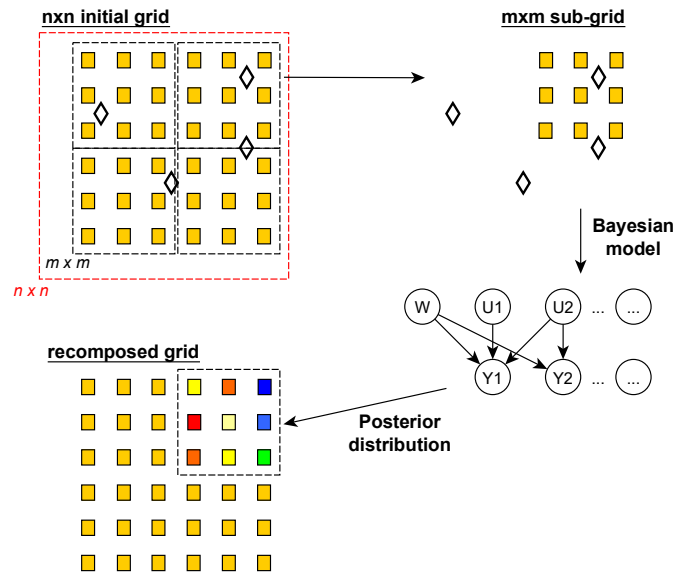 nxn initial grid
mxm sub-grid
m x m
n x n
Bayesian
model
W U1 U2 ... ...
Y1 Y2 ... ...
recomposed grid
Posterior
distribution